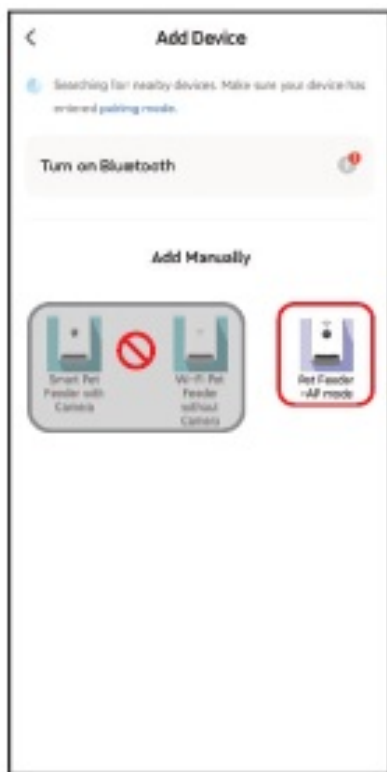 Add Device
Searching for nearby devices. Make sure your device has
entered pairing mode.
Turn on Bluetooth
Add Manually
Smart Pet
Feeder with
Camera
Wi-Fi Pet
Feeder
without
Camera
Pet Feeder
-AP mode